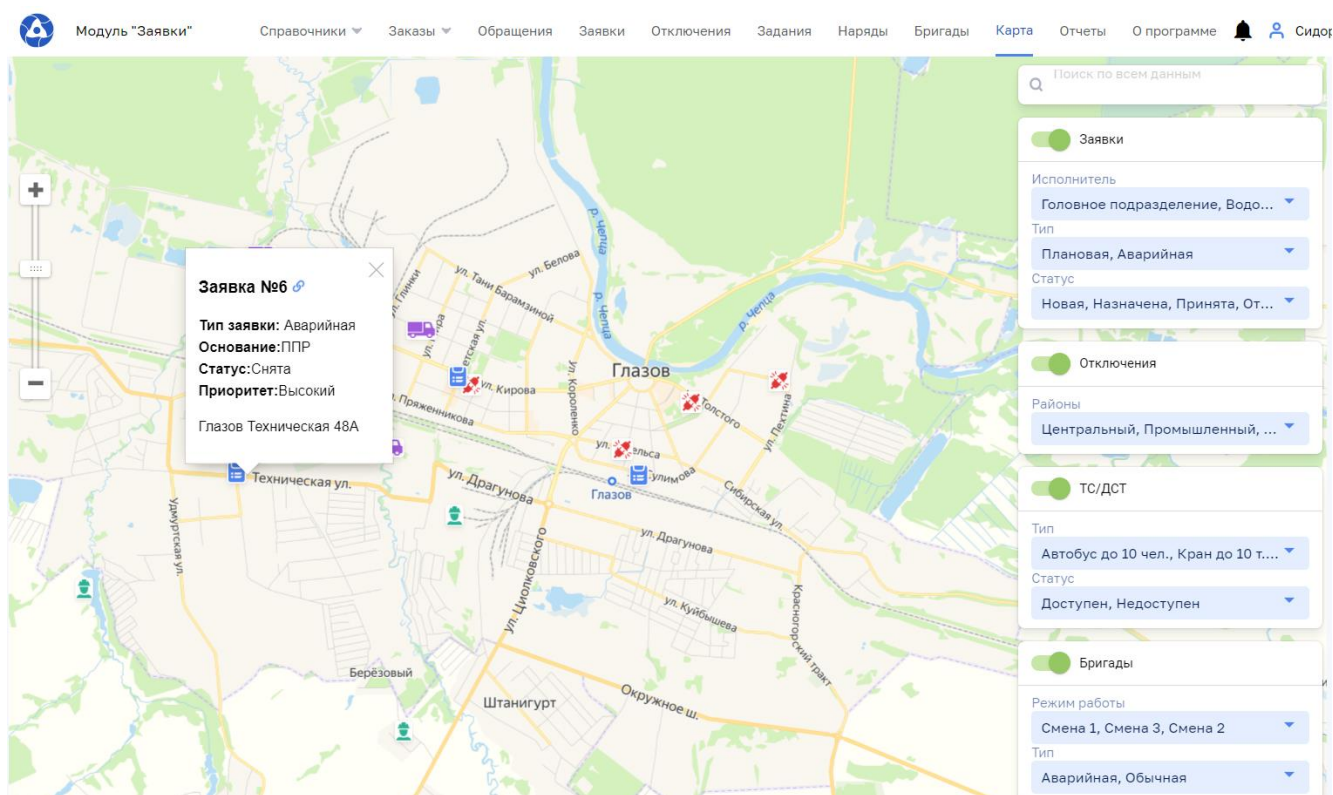 Модуль "Заявки"
Справочники
Заказы
Обращения
Заявки
Отключения
Задания
Наряды
Бригады
Карта
Отчеты
О программе
Поиск по всем данным
Заявки
Исполнитель
Головное подразделение, Водо...
Тип
Плановая, Аварийная
Статус
Новая, Назначена, Принята, От...
Отключения
Районы
Центральный, Промышленный, ...
ТС/ДСТ
Тип
Автобус до 10 чел., Кран до 10 т....
Статус
Доступен, Недоступен
Бригады
Режим работы
Смена 1, Смена 3, Смена 2
Тип
Аварийная, Обычная
Заявка №6
Тип заявки: Аварийная
Основание:ППР
Статус:Снята
Приоритет:Высокий
Глазов Техническая 48А
р. Чепца
р. Чепца
р. Чепца
ул. Белова
ул. Тани Барамзиной
ул. Кирова
ул. Короленко
Глазов
Толстого
ул. Пехтина
Пряженникова
Техническая ул.
ул. Драгунова
Глазов
Сибирская ул.
Удмуртская ул.
ул. Драгунова
ул. Циолковского
ул. Куйбышева
Красногорский тракт
Берёзовый
Штанигурт
Окружное ш.